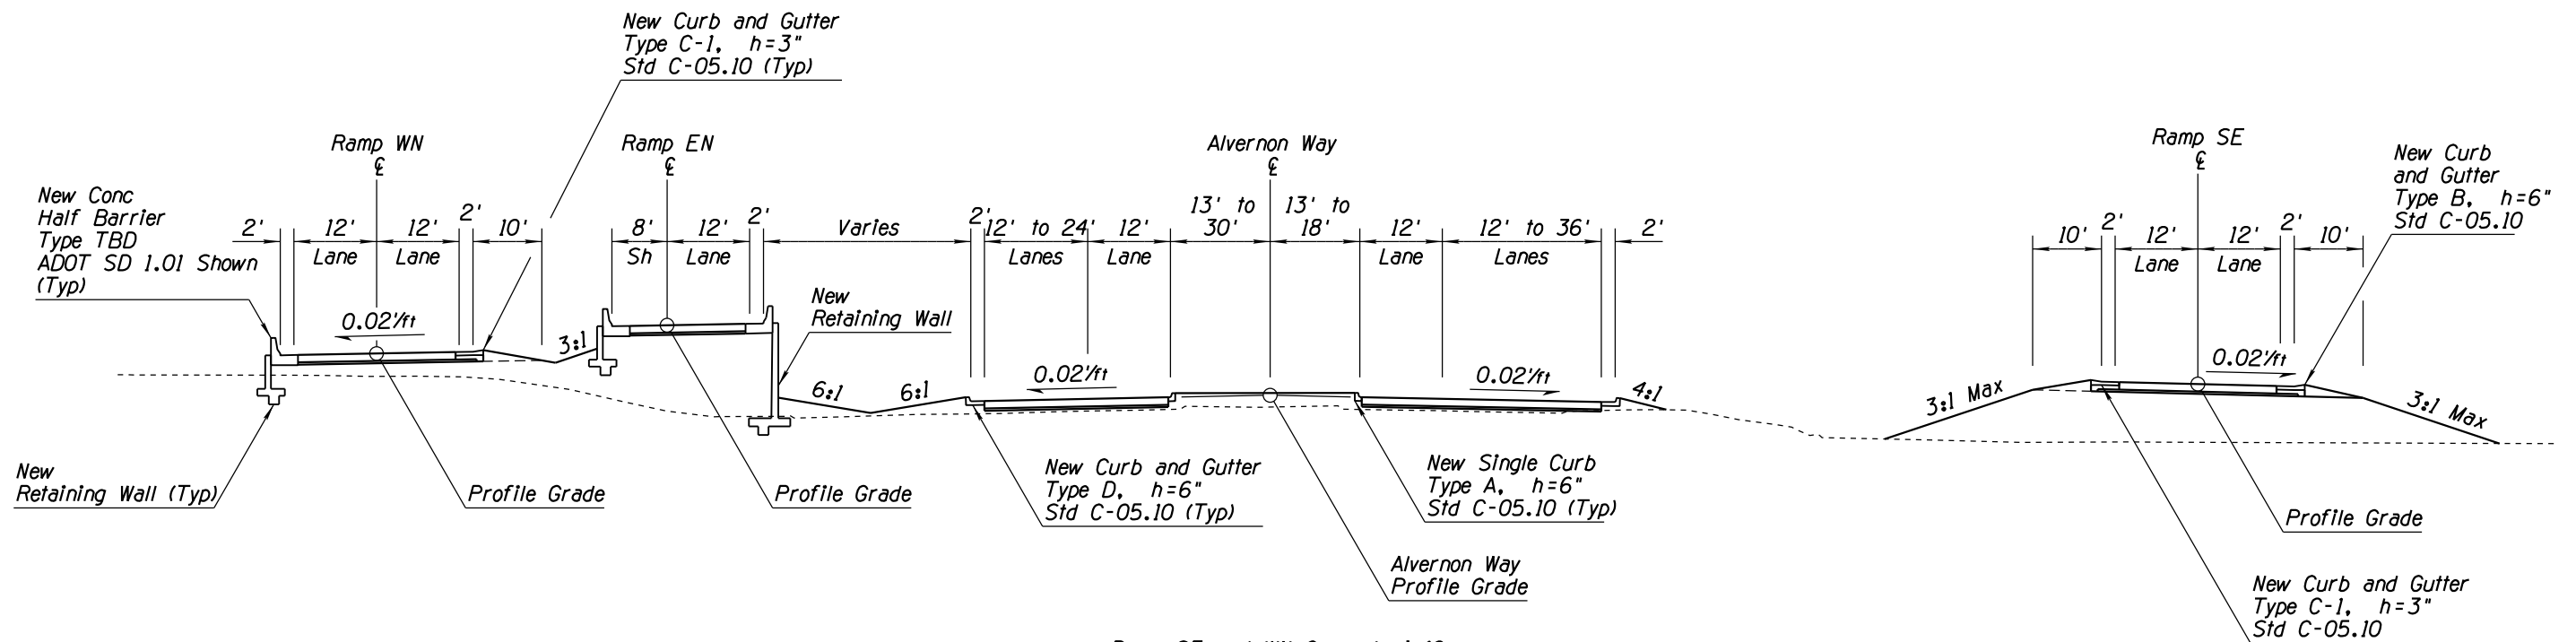 New Curb and Gutter
Type C-1, h=3"
Std C-05.10 (Typ)
Ramp WN
℄
Ramp EN
℄
Alvernon Way
℄
Ramp SE
℄
New Conc
Half Barrier
Type TBD
ADOT SD 1.01 Shown
(Typ)
New Curb
and Gutter
Type B, h=6"
Std C-05.10
2' 12' 12' 2' 10'
Lane Lane
8' 12' 2' Varies
Sh Lane
2' 12' to 24' 12' 13' to 30' 13' to 18' 12' 12' to 36' 2'
Lanes Lane Lane Lanes
10' 2' 12' 12' 2' 10'
Lane Lane
New
Retaining Wall
0.02'/ft
3:1
6:1 6:1
0.02'/ft
0.02'/ft
4:1
3:1 Max
0.02'/ft
3:1 Max
New
Retaining Wall (Typ)
Profile Grade
Profile Grade
New Curb and Gutter
Type D, h=6"
Std C-05.10 (Typ)
New Single Curb
Type A, h=6"
Std C-05.10 (Typ)
Alvernon Way
Profile Grade
Profile Grade
New Curb and Gutter
Type C-1, h=3"
Std C-05.10